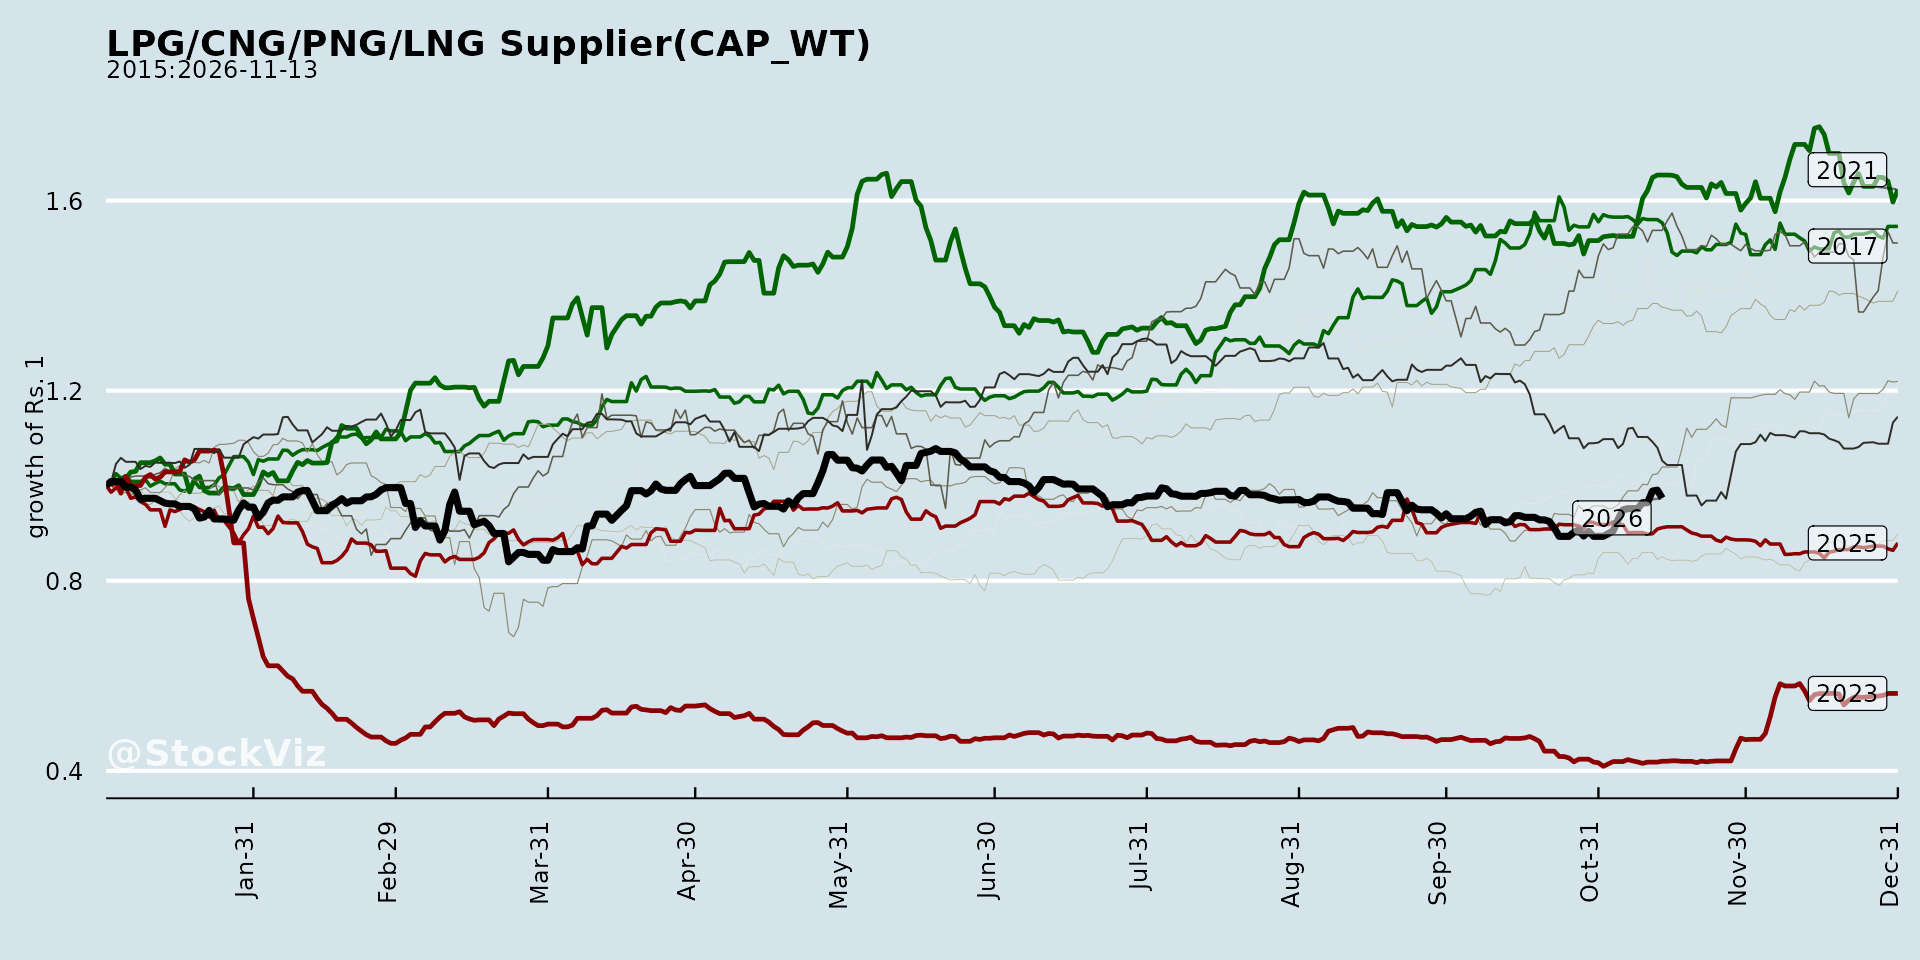 LPG/CNG/PNG/LNG Supplier(CAP_WT)
2015:2026-11-13
growth of Rs. 1
1.6
1.2
0.8
0.4
2021
2017
2026
2025
2023
@StockViz
Jan-31
Feb-29
Mar-31
Apr-30
May-31
Jun-30
Jul-31
Aug-31
Sep-30
Oct-31
Nov-30
Dec-31